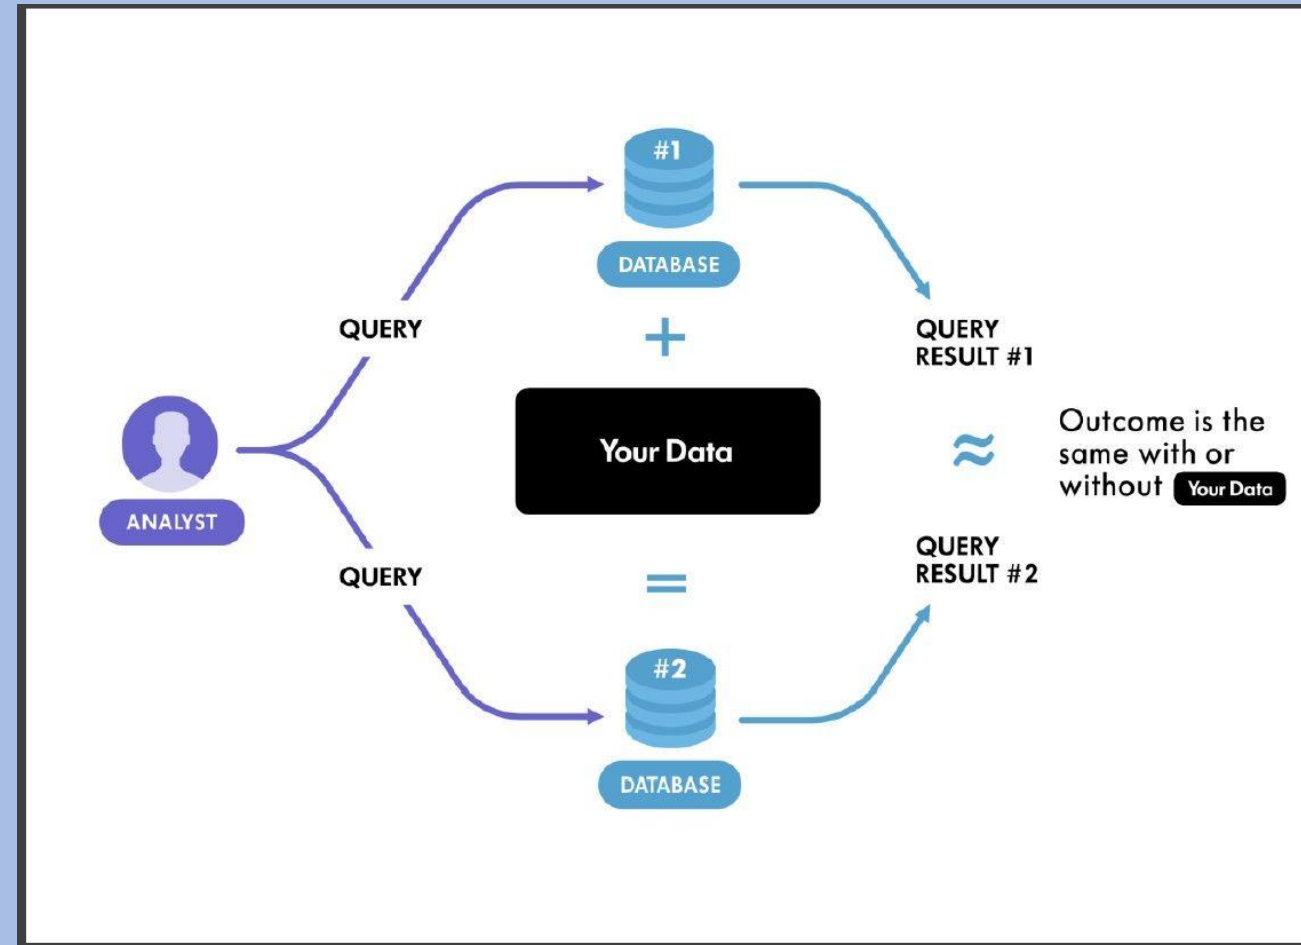 #1
DATABASE
+
QUERY
QUERY
RESULT #1
Your Data
≈
Outcome is the
same with or
without Your Data
ANALYST
QUERY
=
QUERY
RESULT #2
#2
DATABASE